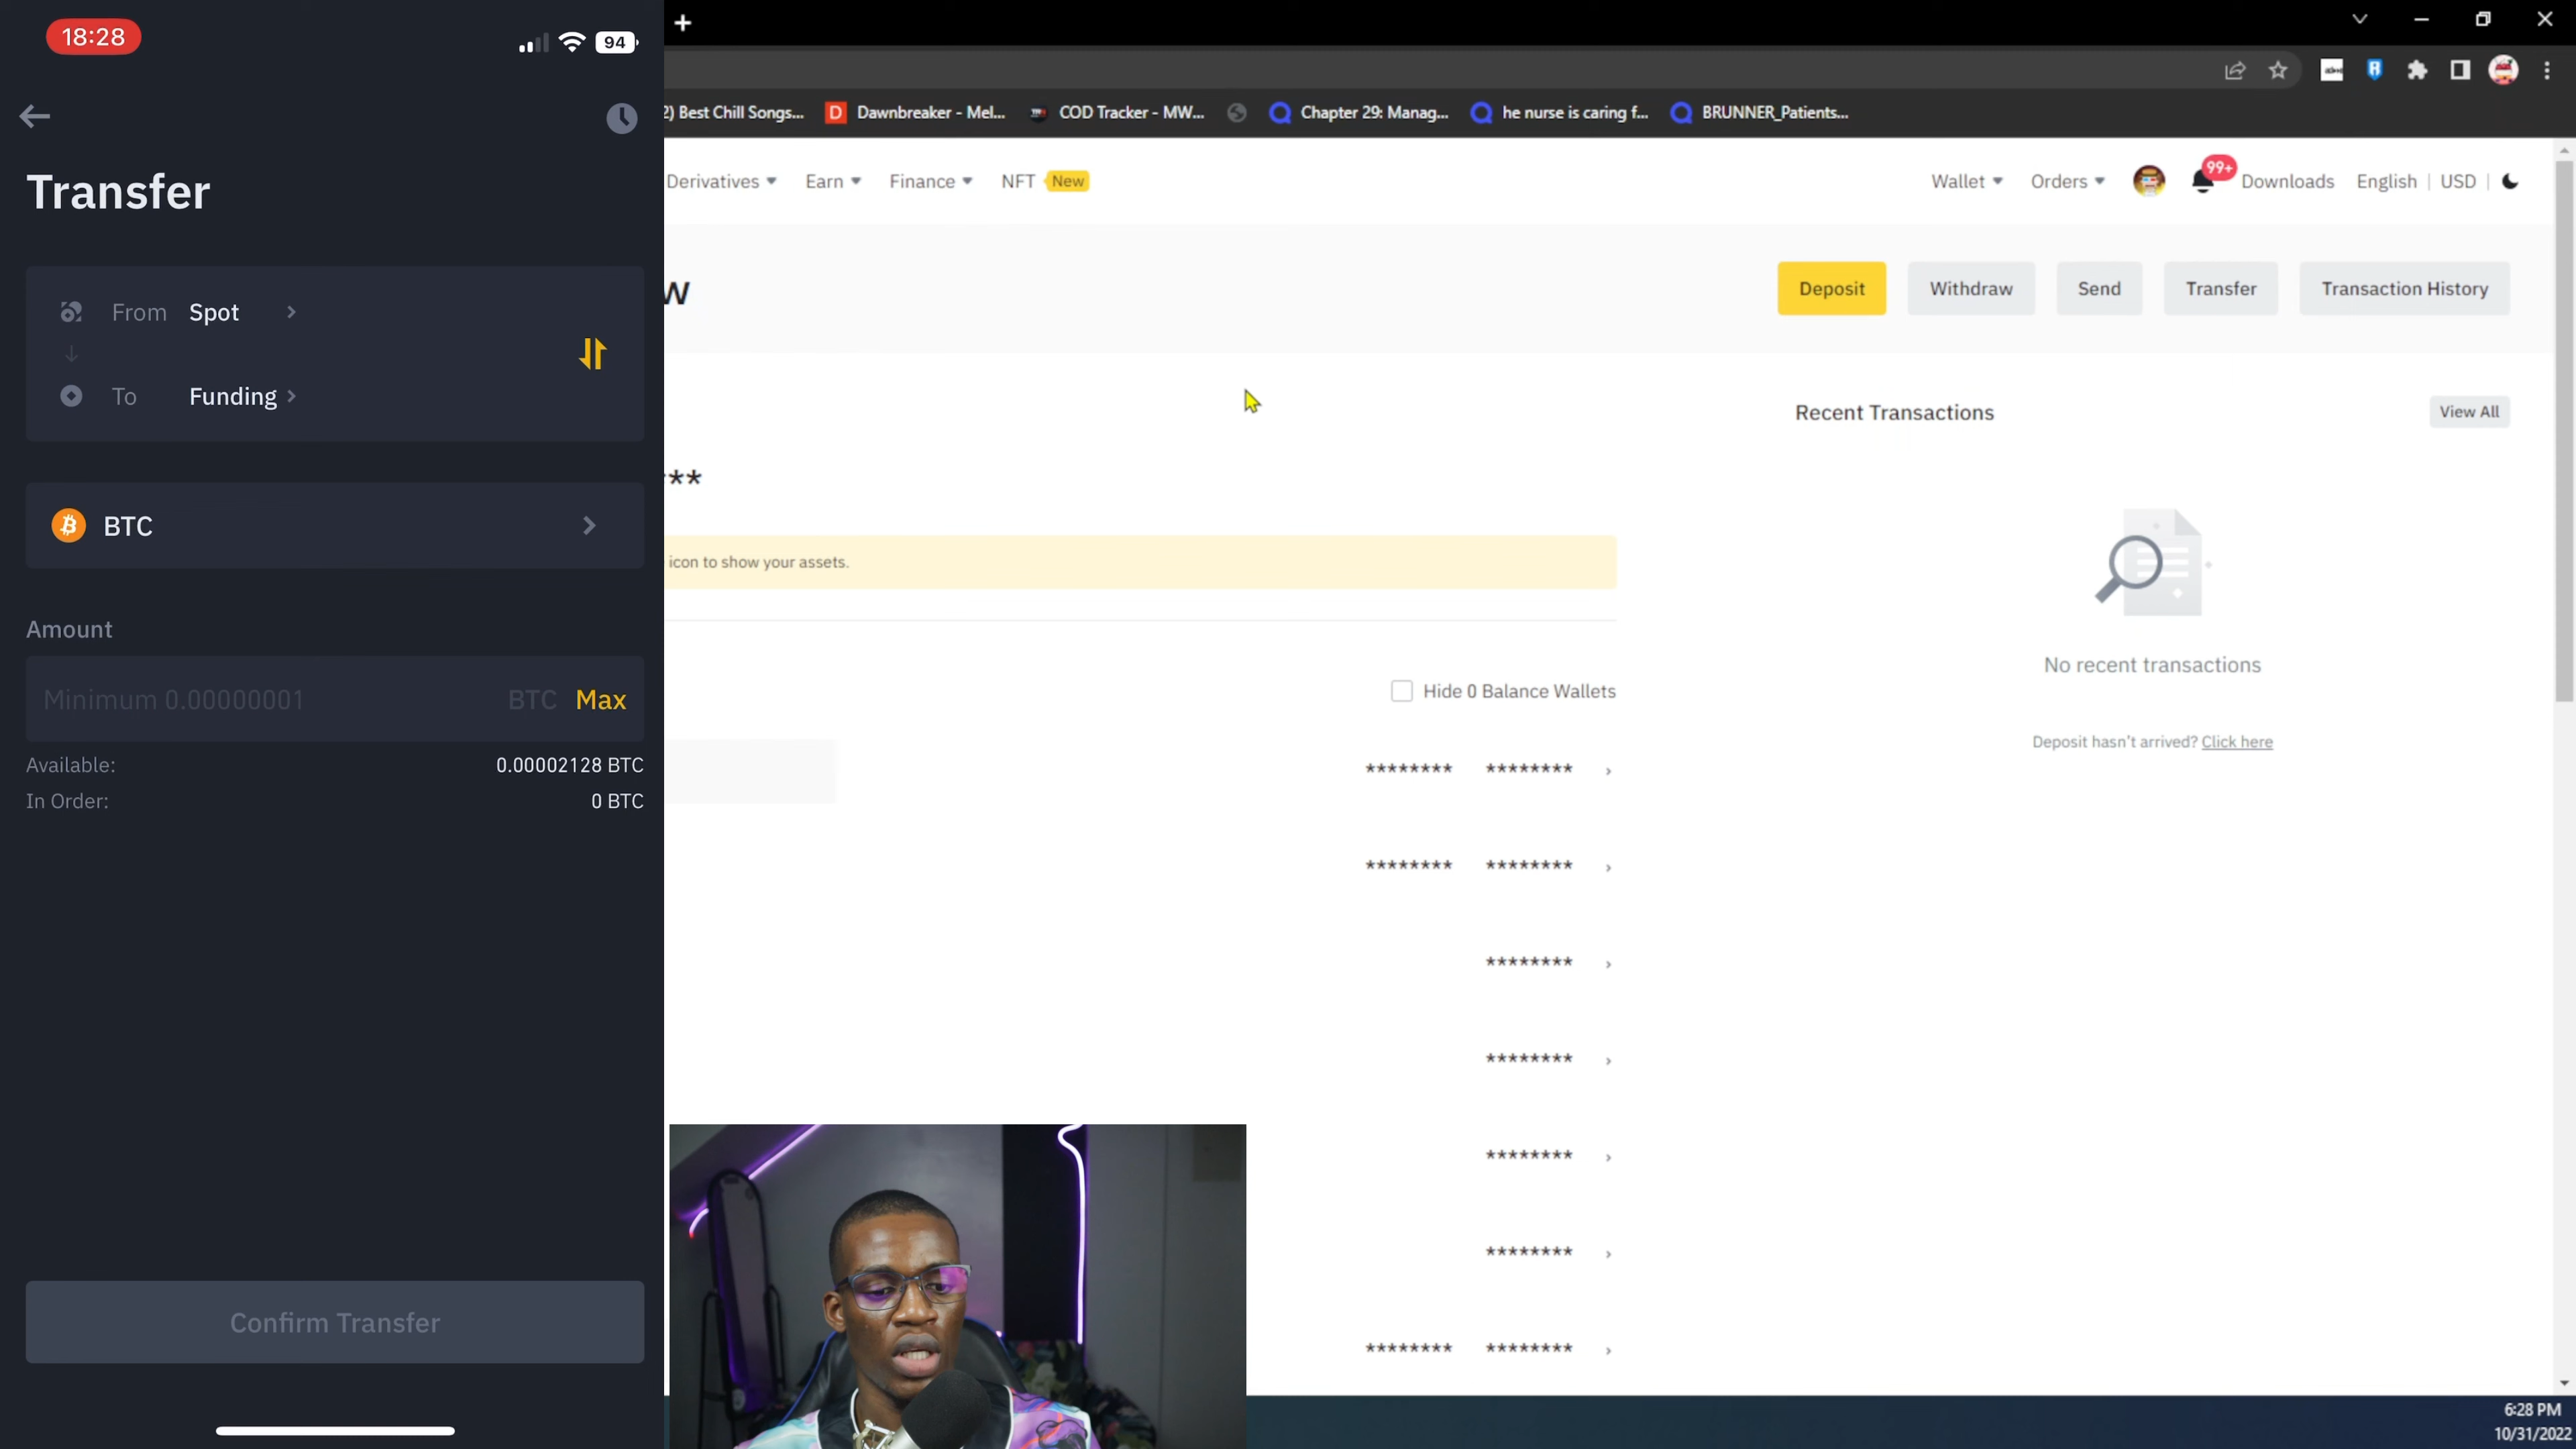 18:28
94
Transfer
From Spot
To Funding
BTC
Amount
Minimum 0.00000001 BTC Max
Available: 0.00002128 BTC
In Order: 0 BTC
Confirm Transfer
2) Best Chill Songs... Dawnbreaker - Mel... COD Tracker - MW... Chapter 29: Manag... he nurse is caring f... BRUNNER_Patients...
Derivatives Earn Finance NFT New Wallet Orders 99+ Downloads English | USD |
w Deposit Withdraw Send Transfer Transaction History
Recent Transactions View All
***
icon to show your assets.
No recent transactions
Hide 0 Balance Wallets
Deposit hasn't arrived? Click here
******** ********
******** ********
********
********
********
********
******** ********
6:28 PM
10/31/2022